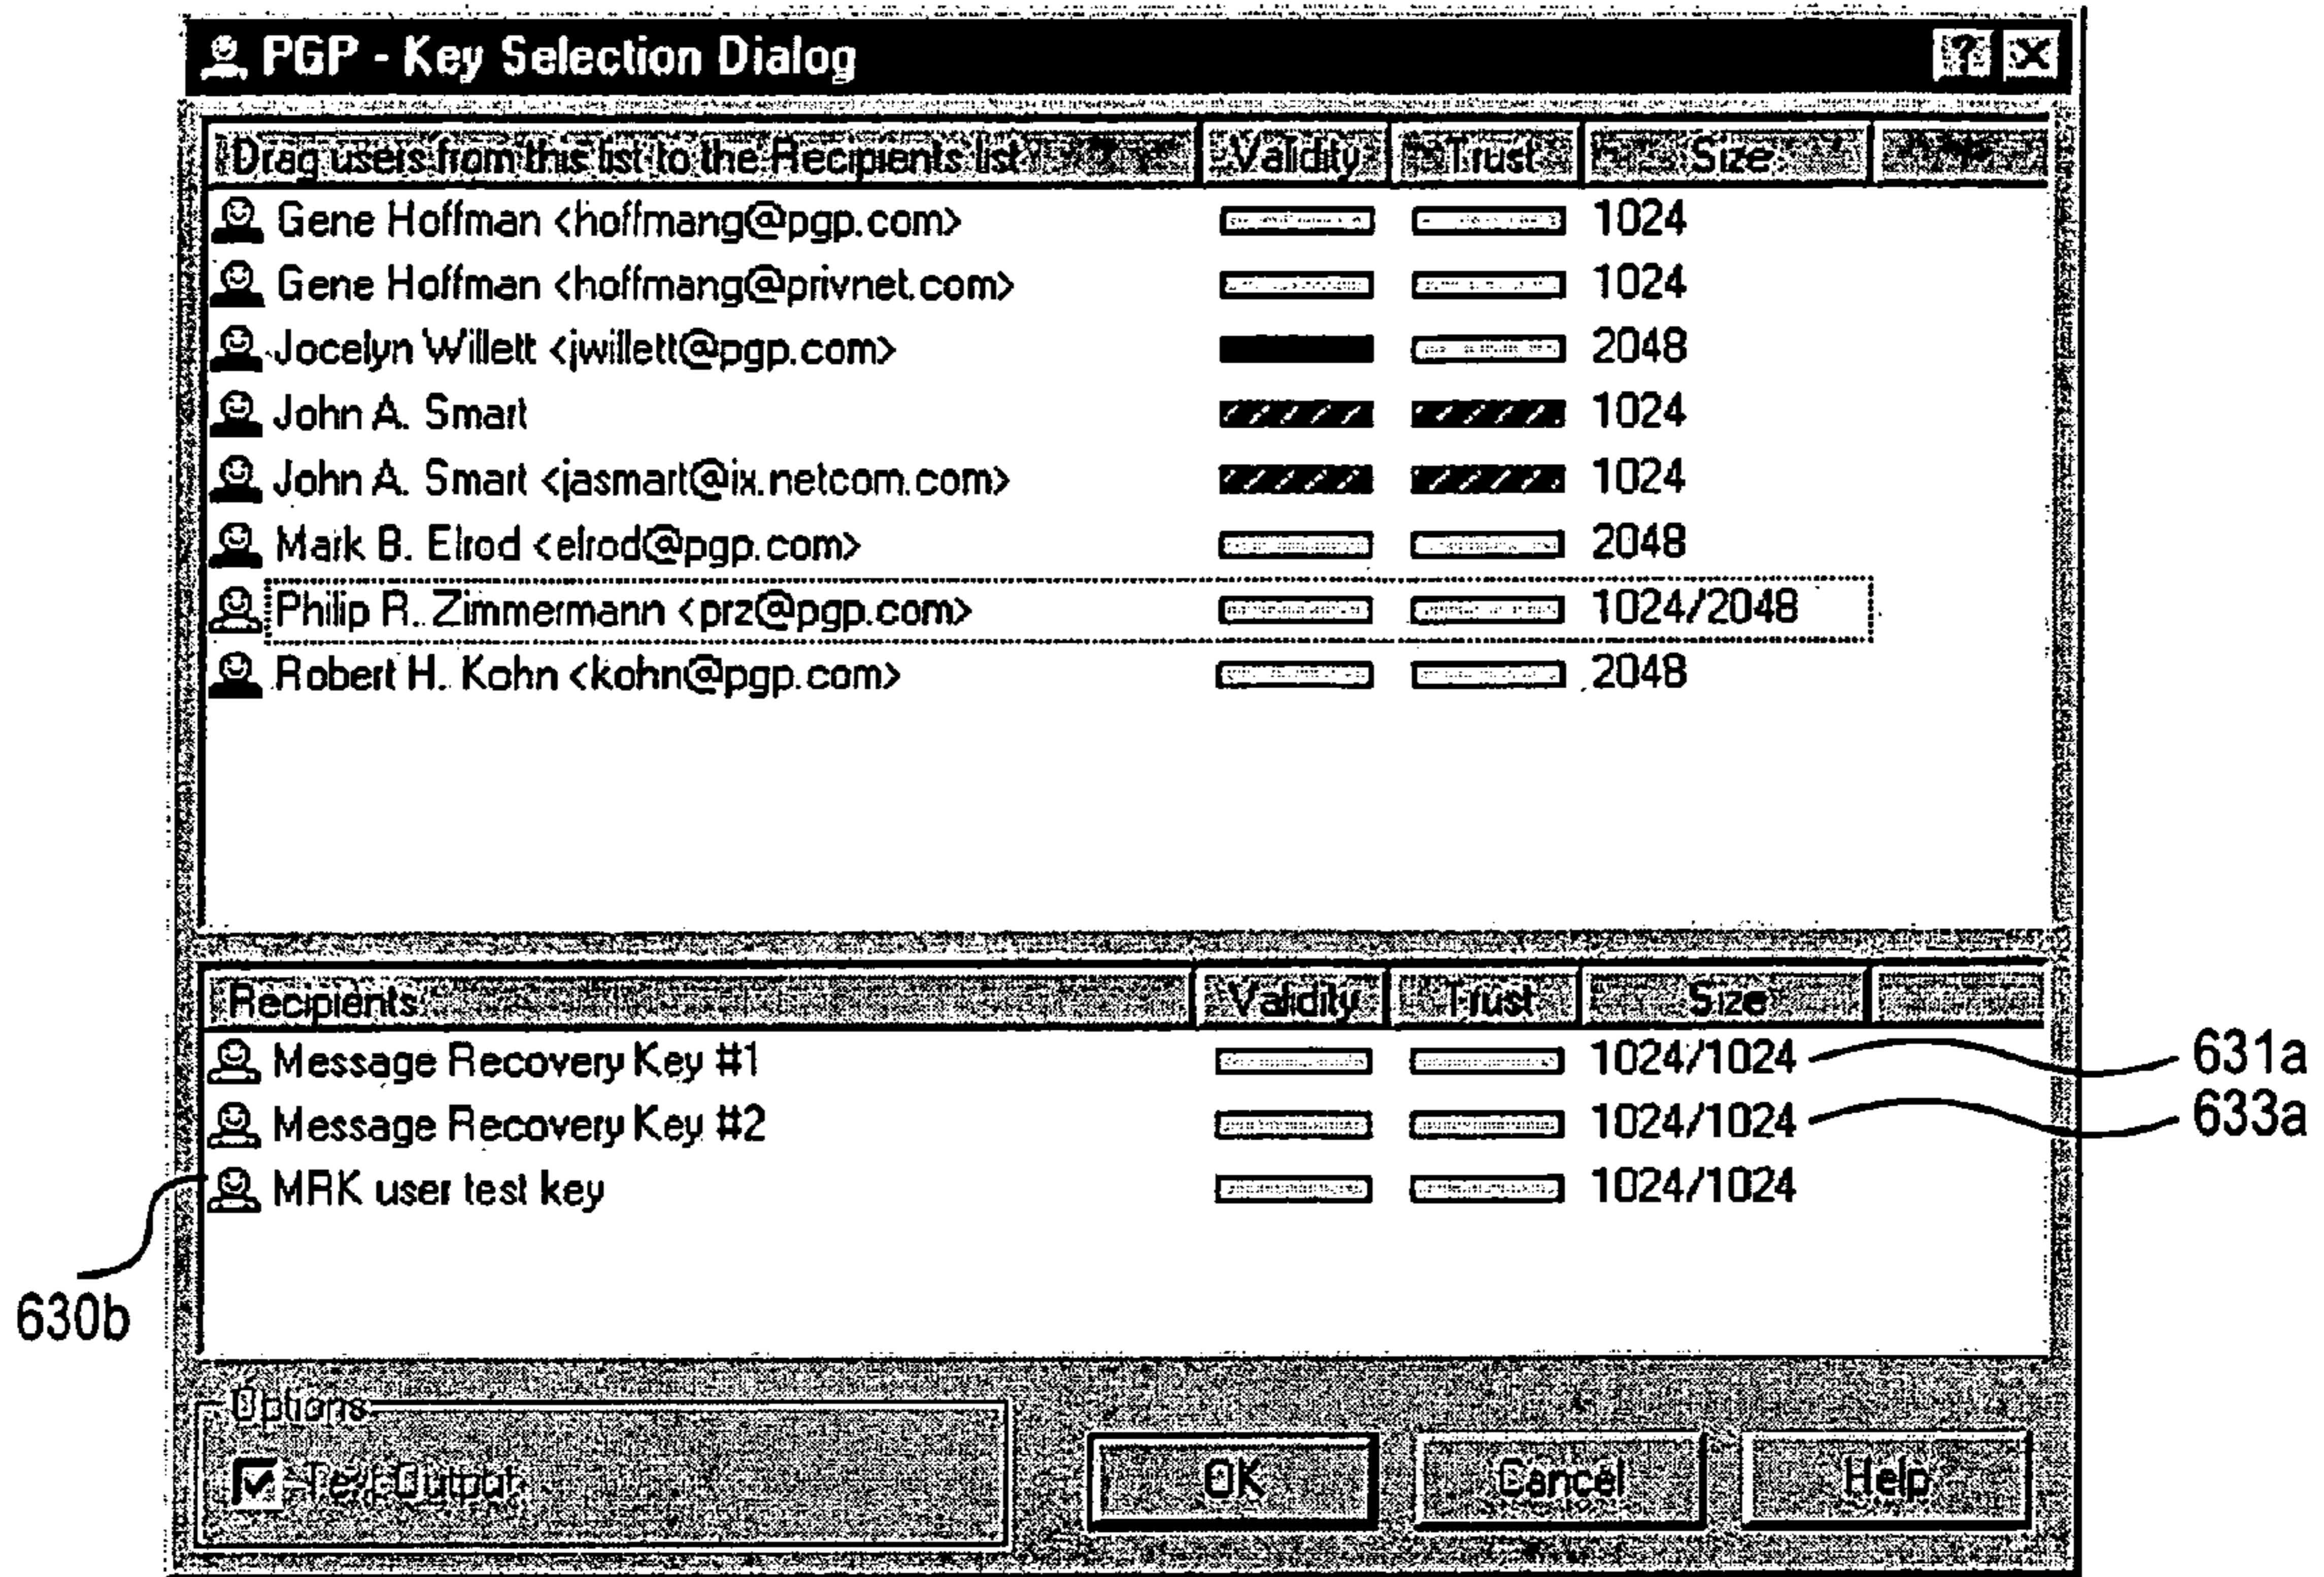 PGP - Key Selection Dialog
Drag users from this list to the Recipients list Validity Trust Size
Gene Hoffman <hoffmang@pgp.com> 1024
Gene Hoffman <hoffmang@privnet.com> 1024
Jocelyn Willett <jwillett@pgp.com> 2048
John A. Smart 1024
John A. Smart <jasmart@ix.netcom.com> 1024
Mark B. Elrod <elrod@pgp.com> 2048
Philip R. Zimmermann <prz@pgp.com> 1024/2048
Robert H. Kohn <kohn@pgp.com> 2048
Recipients Validity Trust Size
Message Recovery Key #1 1024/1024 631a
Message Recovery Key #2 1024/1024 633a
MRK user test key 1024/1024
630b
Options
Text Output
OK Cancel Help